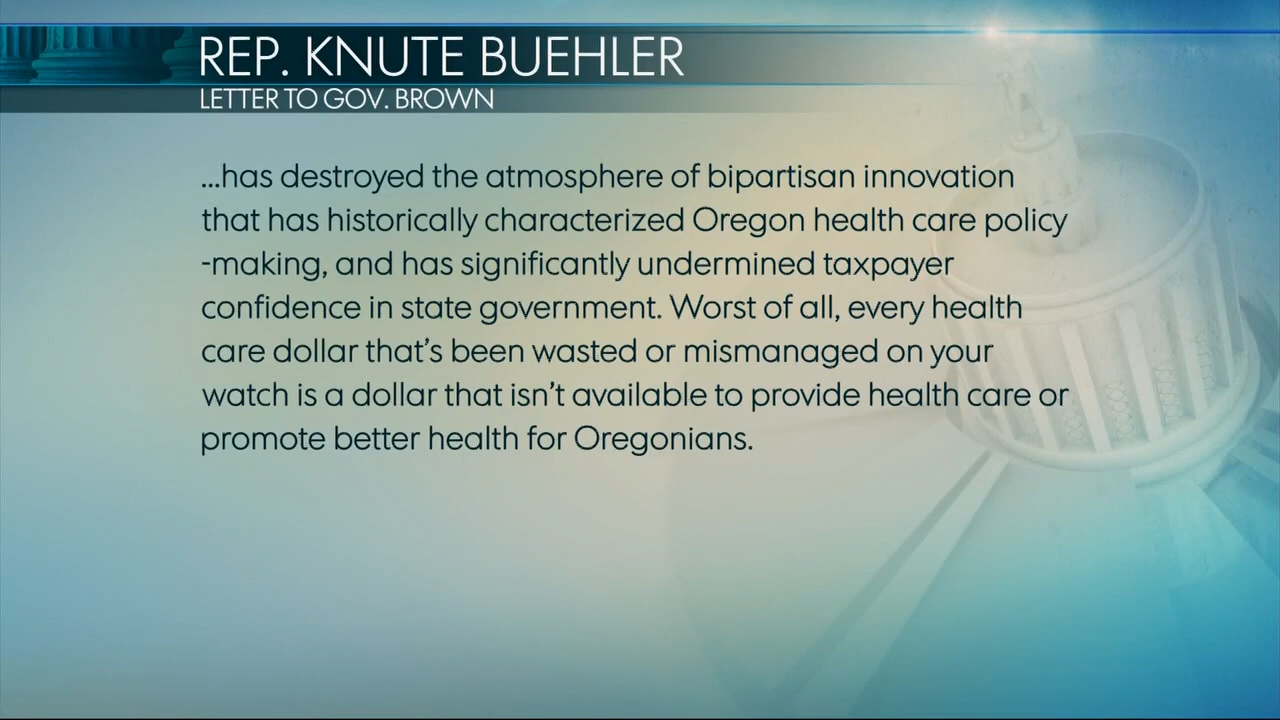 REP. KNUTE BUEHLER
LETTER TO GOV. BROWN
...has destroyed the atmosphere of bipartisan innovation
that has historically characterized Oregon health care policy
-making, and has significantly undermined taxpayer
confidence in state government. Worst of all, every health
care dollar that’s been wasted or mismanaged on your
watch is a dollar that isn’t available to provide health care or
promote better health for Oregonians.